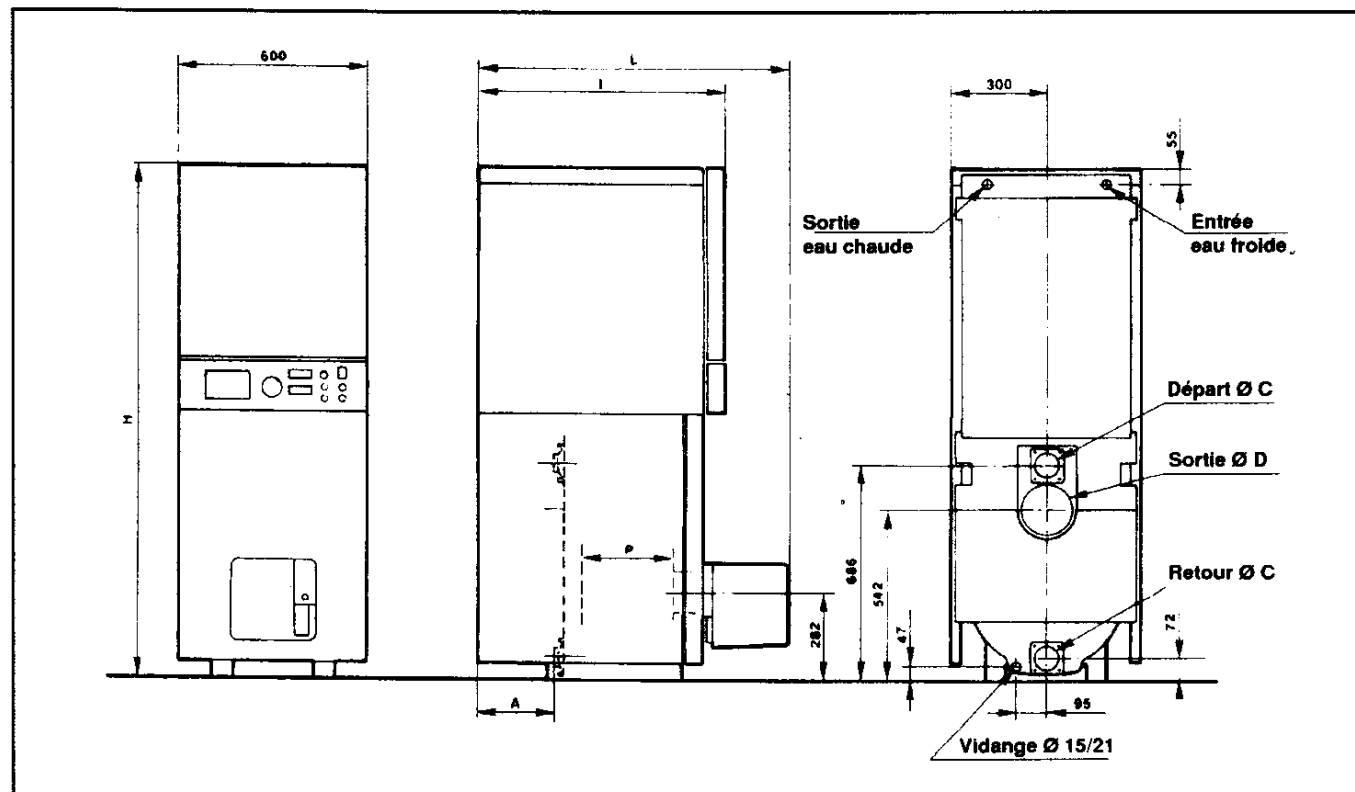 600
H
L
I
P
282
A
300
55
Sortie
eau chaude
Entrée
eau froide
Départ Ø C
Sortie Ø D
Retour Ø C
686
542
47
72
95
Vidange Ø 15/21